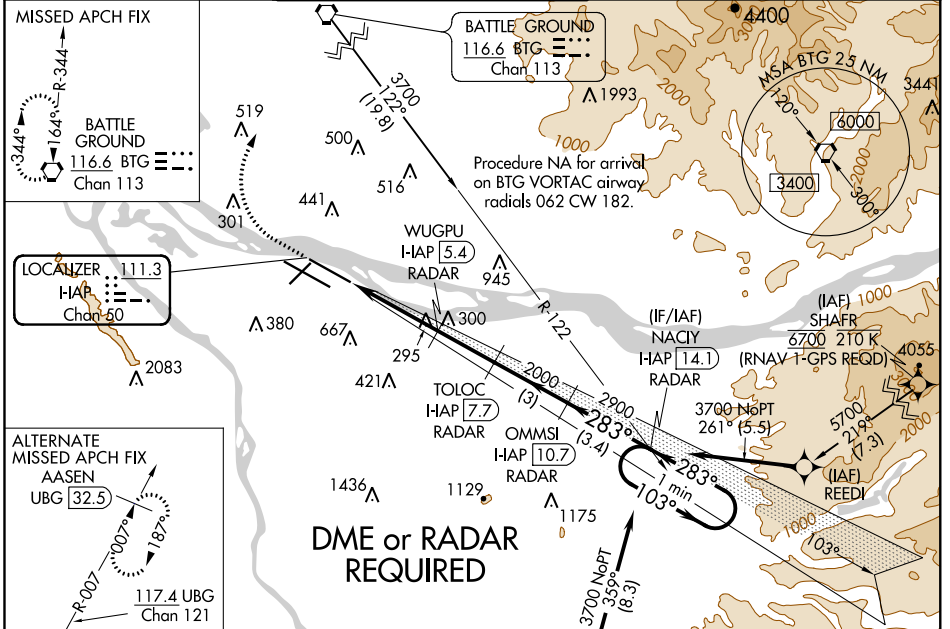 MISSED APCH FIX
R-344
344°
164°
BATTLE
GROUND
116.6 BTG
Chan 113
BATTLE GROUND
116.6 BTG
Chan 113
4400
MSA BTG 25 NM
120°
6000
3400
300°
3441
1993
2000
1000
2000
3700
122°
(19.8)
519
500
516
441
301
Procedure NA for arrival
on BTG VORTAC airway
radials 062 CW 182.
WUGPU
I-IAP 5.4
RADAR
945
R-122
LOCALIZER 111.3
I-IAP
Chan 50
2083
380
667
300
295
421
(IF/IAF)
NACIY
I-IAP 14.1
RADAR
(IAF)
SHAFR
6700 210 K
(RNAV 1-GPS REQD)
1000
4055
2000
5700
219°
(7.3)
3700 NoPT
261° (5.5)
(IAF)
REEDI
TOLOC
I-IAP 7.7
RADAR
2000
(3)
2900
283°
(3.4)
OMMSI
I-IAP 10.7
RADAR
283°
1 min
103°
103°
1000
1436
1129
1175
3700 NoPT
359°
(8.3)
DME or RADAR
REQUIRED
ALTERNATE
MISSED APCH FIX
AASEN
UBG 32.5
007°
187°
R-007
117.4 UBG
Chan 121